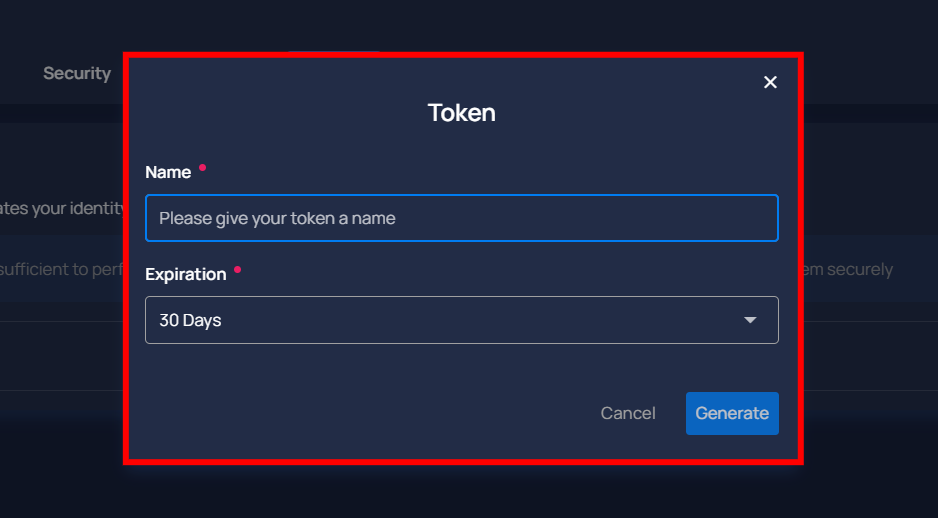 Security
Token
Name
ates your identity
Please give your token a name
sufficient to perf
em securely
Expiration
30 Days
Cancel
Generate